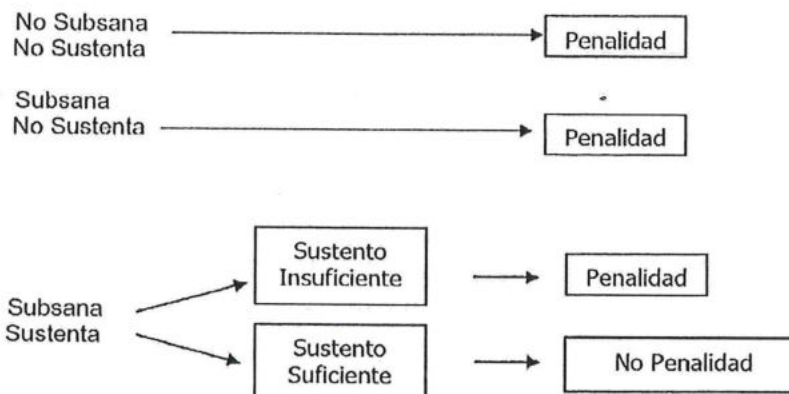 No Subsana
No Sustenta
Penalidad
Subsana
No Sustenta
Penalidad
Subsana
Sustenta
Sustento
Insuficiente
Penalidad
Sustento
Suficiente
No Penalidad